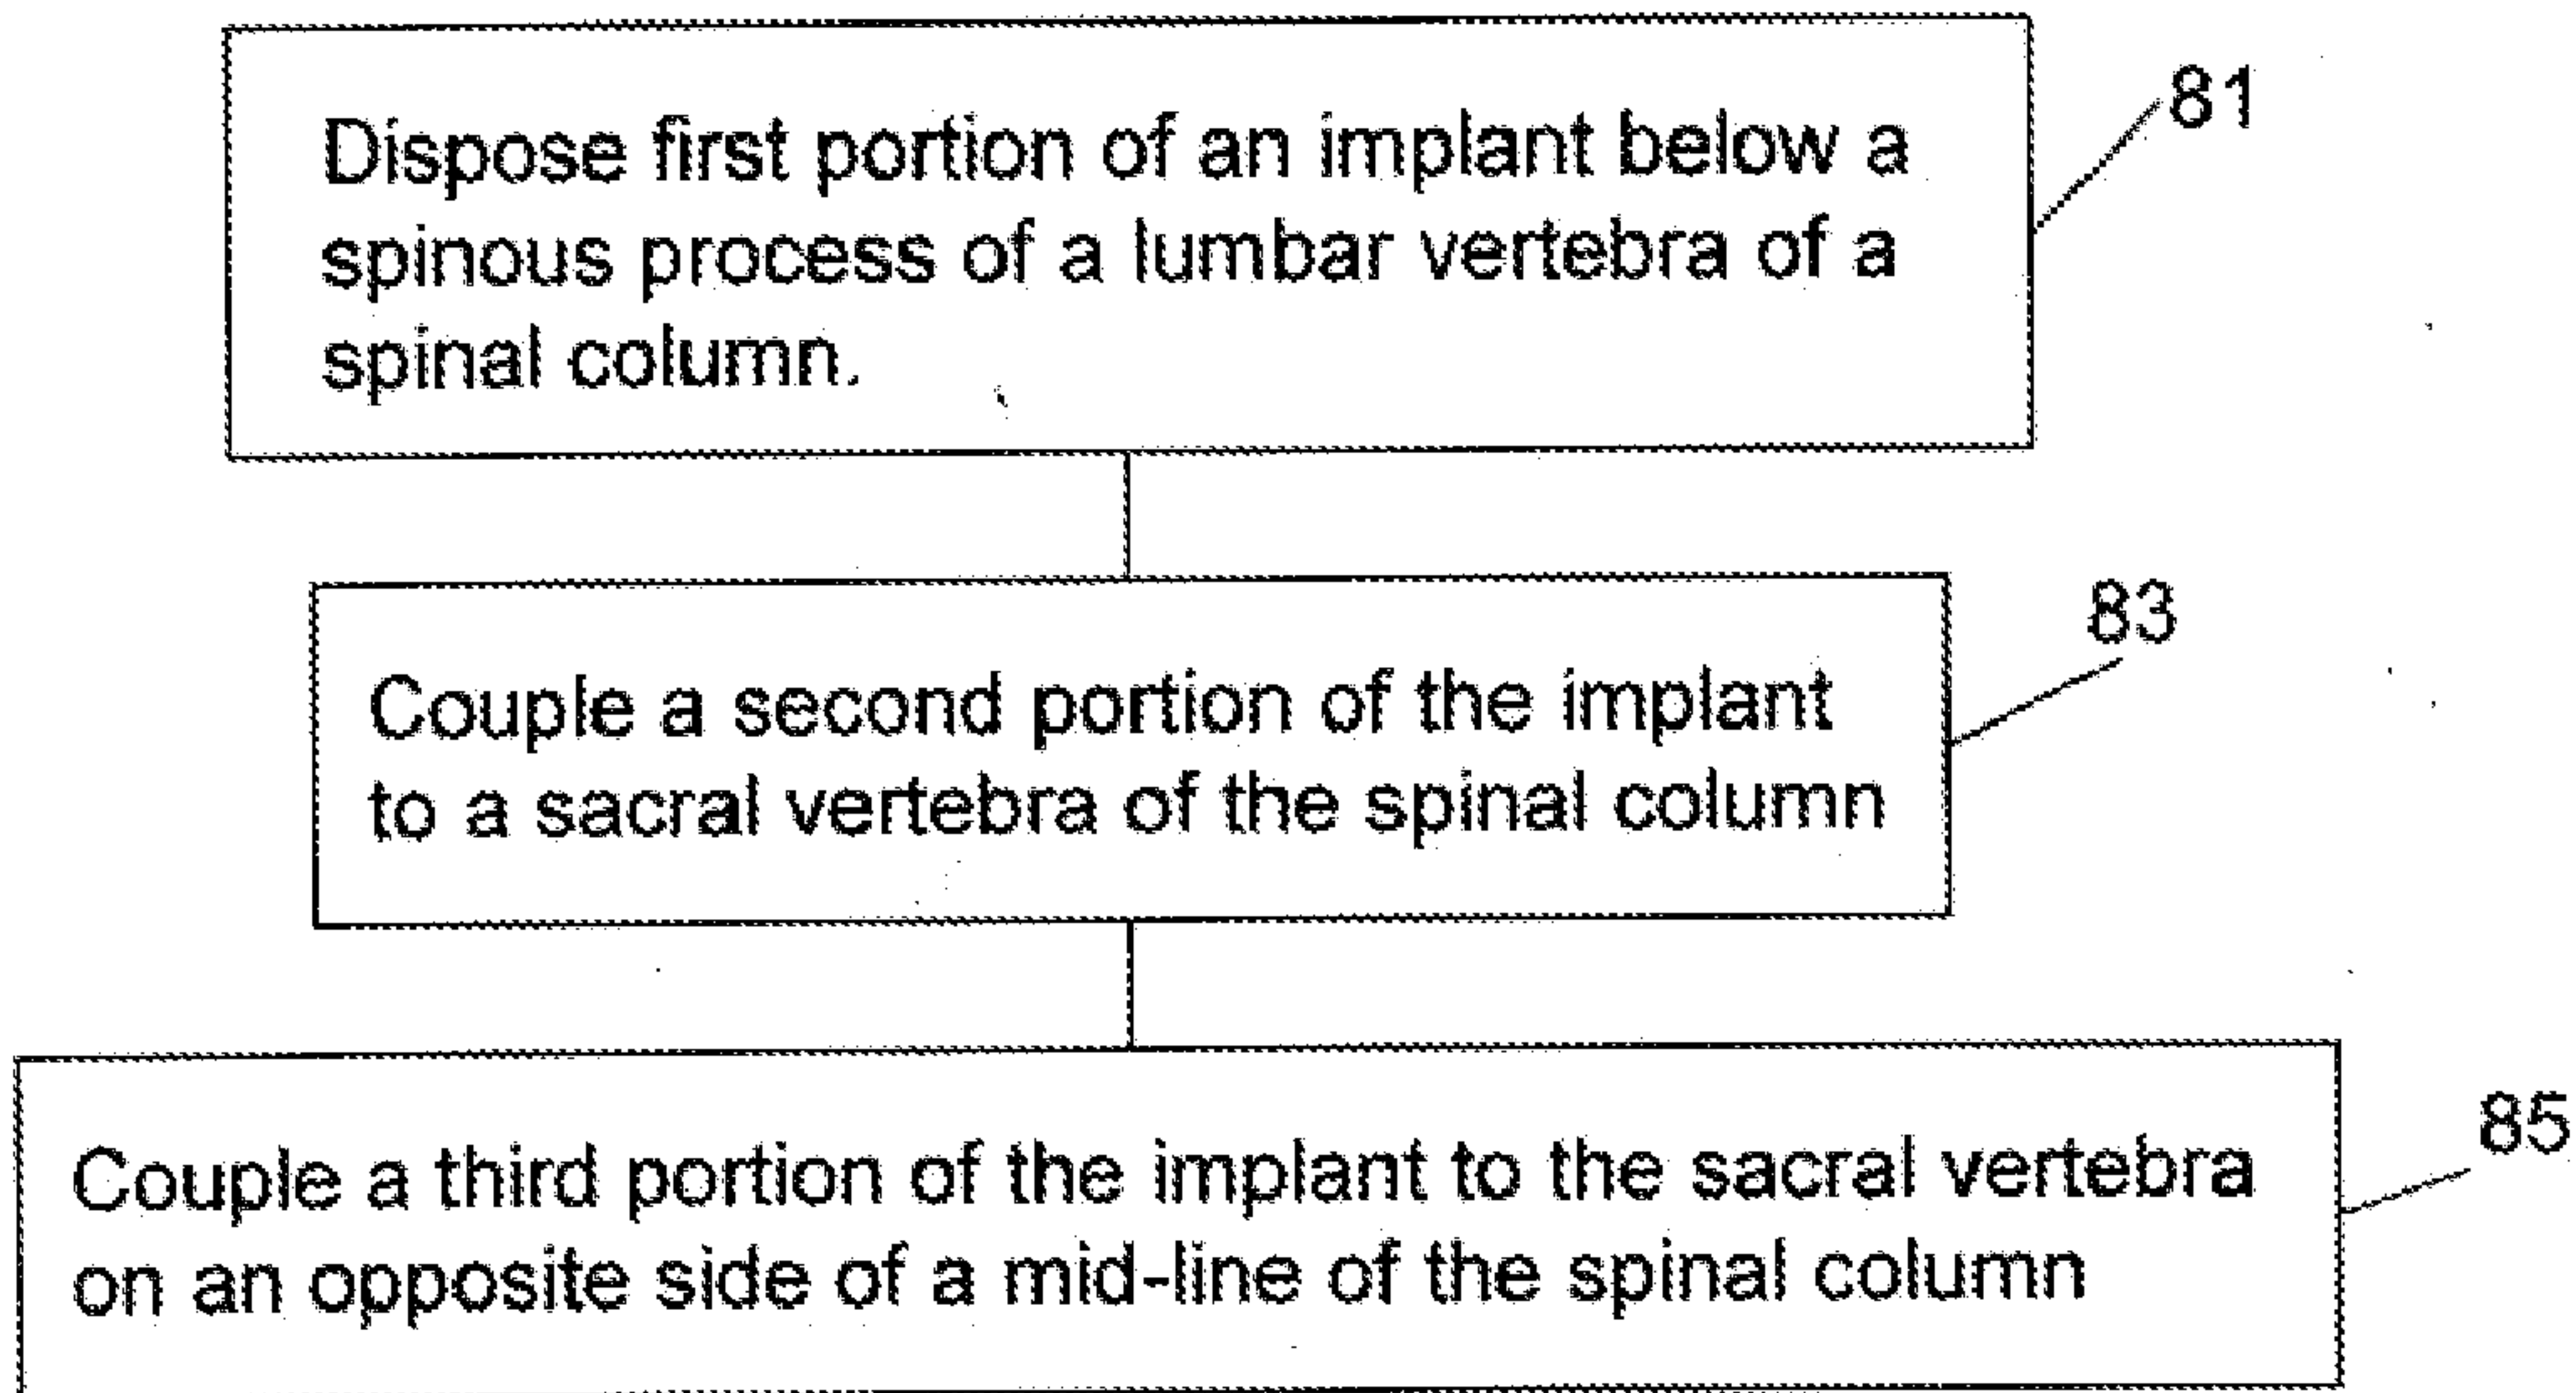 Dispose first portion of an implant below a
spinous process of a lumbar vertebra of a
spinal column.
81
Couple a second portion of the implant
to a sacral vertebra of the spinal column
83
Couple a third portion of the implant to the sacral vertebra
on an opposite side of a mid-line of the spinal column
85